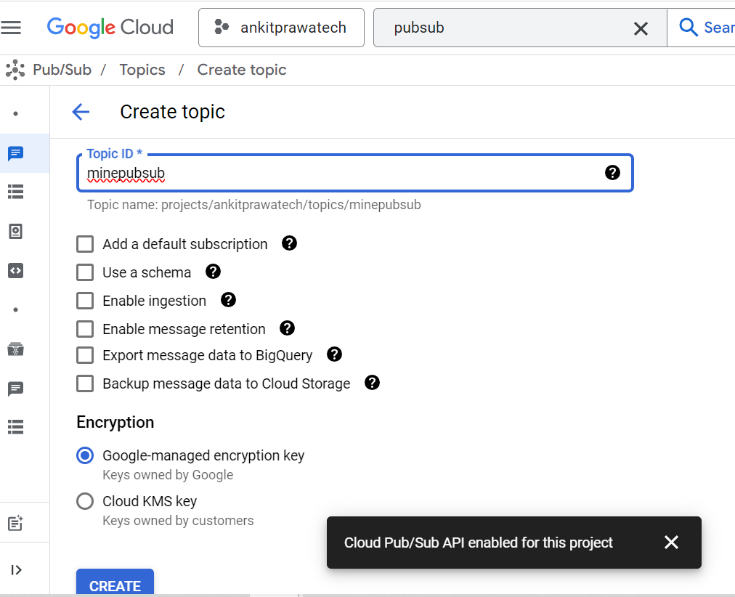 Google Cloud
ankitprawatech
pubsub
Pub/Sub / Topics / Create topic
Create topic
Topic ID *
minepubsub
Topic name: projects/ankitprawatech/topics/minepubsub
Add a default subscription
Use a schema
Enable ingestion
Enable message retention
Export message data to BigQuery
Backup message data to Cloud Storage
Encryption
Google-managed encryption key
Keys owned by Google
Cloud KMS key
Keys owned by customers
Cloud Pub/Sub API enabled for this project
CREATE